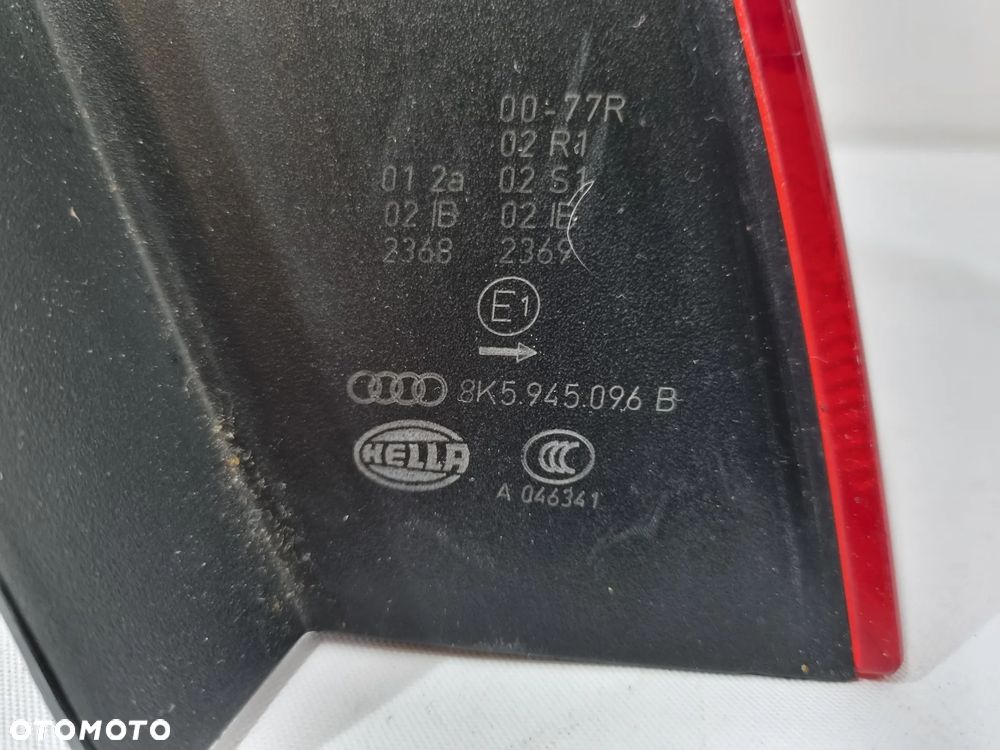 00-77R
02 R1
01 2a 02 S1
02 IB 02 IB
2368 2369
E1
8K5.945.096 B
HELLA
CCC
A 046341
OTOMOTO